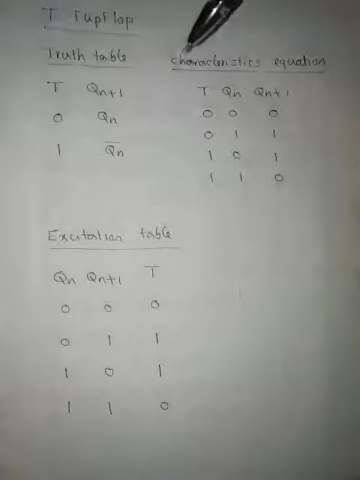 T FlipFlop
Truth table
T Qn+1
0 Qn
1 Q̅n
characteristics equation
T Qn Qn+1
0 0 0
0 1 1
1 0 1
1 1 0
Excitation table
Qn Qn+1 T
0 0 0
0 1 1
1 0 1
1 1 0